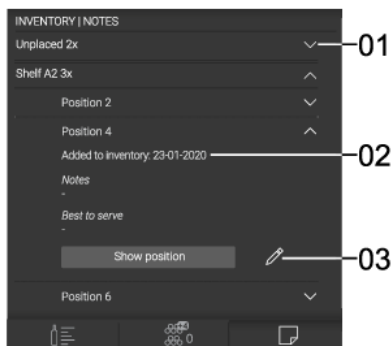 INVENTORY | NOTES
Unplaced 2x
01
Shelf A2 3x
Position 2
Position 4
Added to inventory: 23-01-2020
02
Notes
-
Best to serve
-
Show position
03
Position 6
0